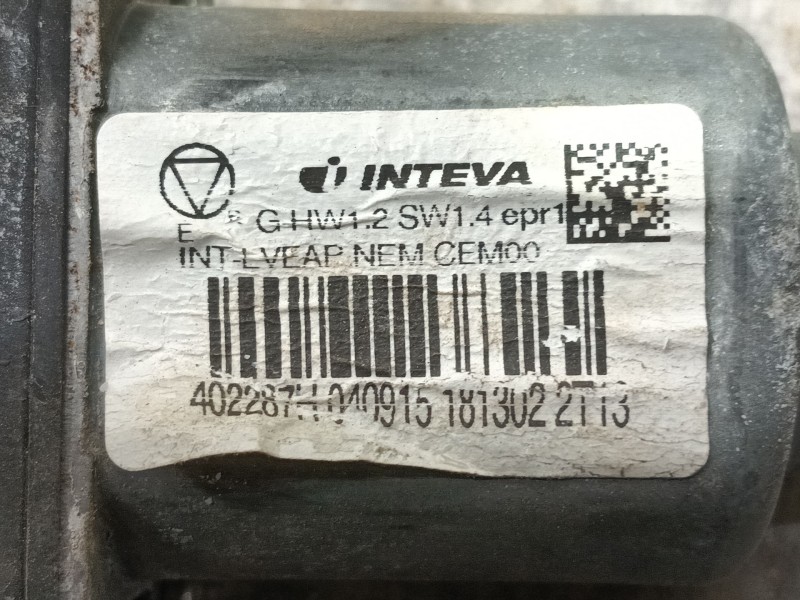 INTEVA
E R G HW1.2 SW1.4 epr1
INT-LVEAP NEM CEM00
402287H 040915 181302 2T13